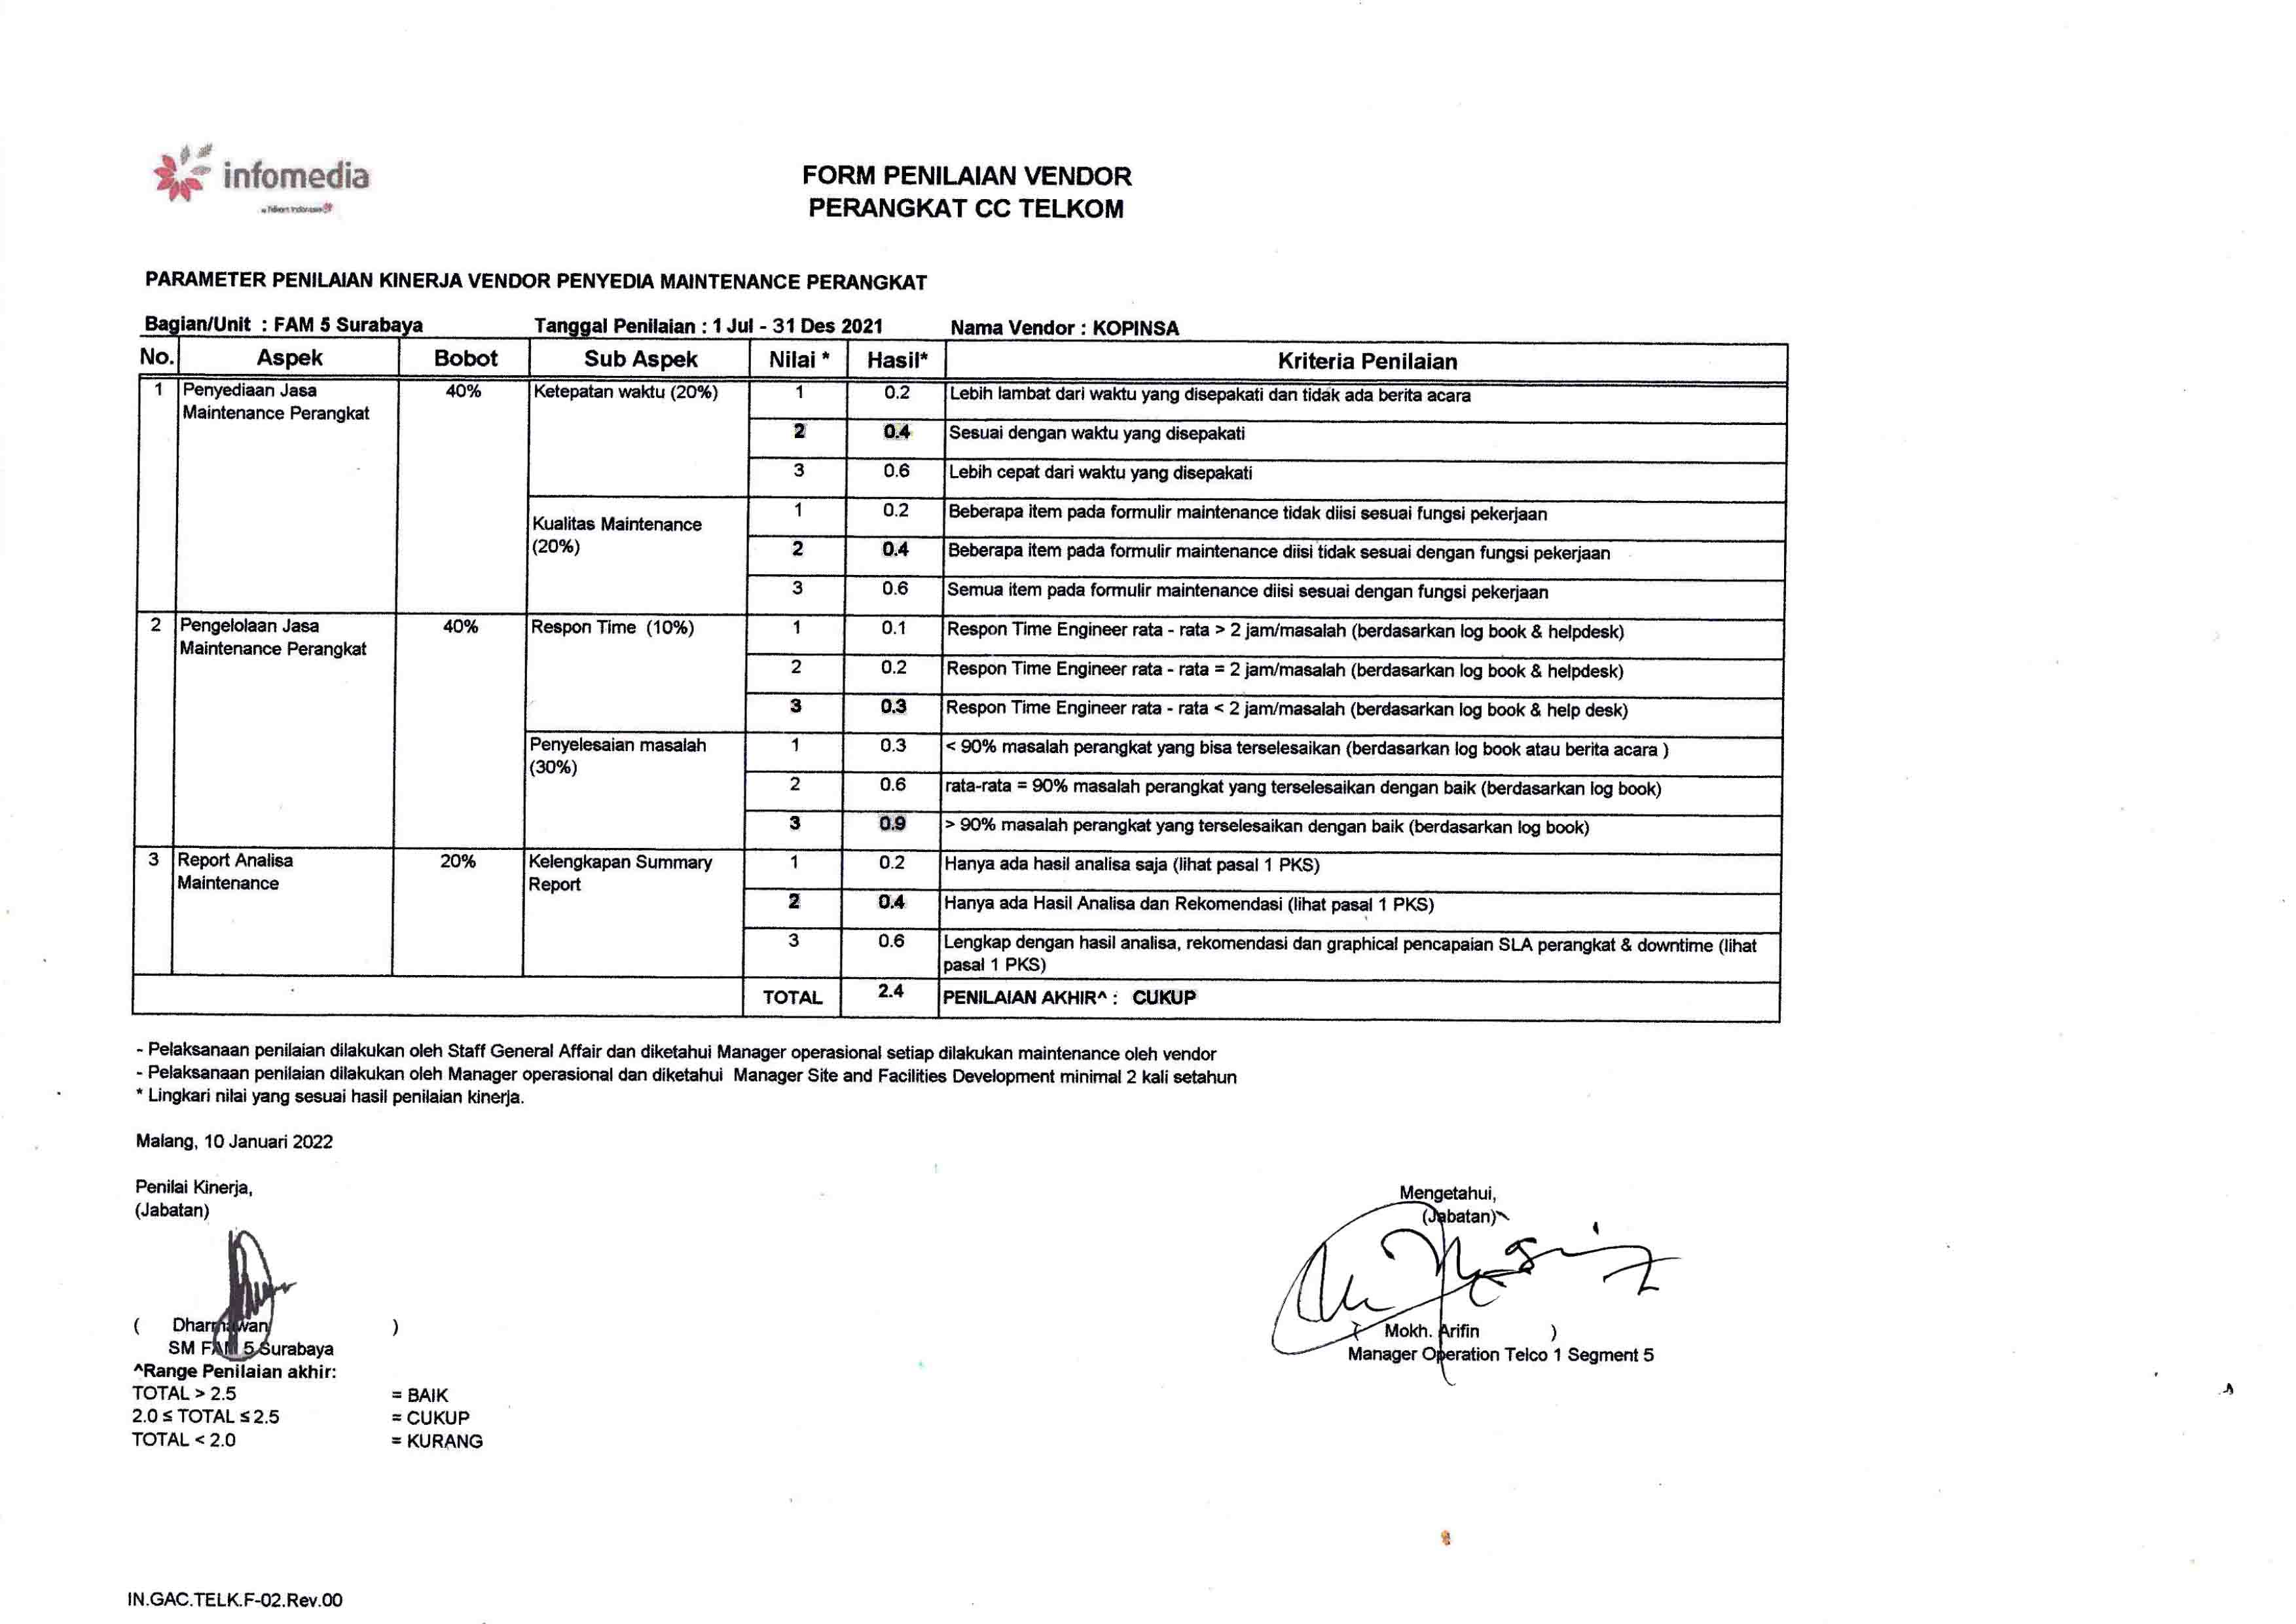 infomedia
FORM PENILAIAN VENDOR
PERANGKAT CC TELKOM
PARAMETER PENILAIAN KINERJA VENDOR PENYEDIA MAINTENANCE PERANGKAT
Bagian/Unit : FAM 5 Surabaya Tanggal Penilaian : 1 Jul - 31 Des 2021 Nama Vendor : KOPINSA
No. Aspek Bobot Sub Aspek Nilai * Hasil* Kriteria Penilaian
1 Penyediaan Jasa 40% Ketepatan waktu (20%) 1 0.2 Lebih lambat dari waktu yang disepakati dan tidak ada berita acara
Maintenance Perangkat
2 0.4 Sesuai dengan waktu yang disepakati
3 0.6 Lebih cepat dari waktu yang disepakati
Kualitas Maintenance 1 0.2 Beberapa item pada formulir maintenance tidak diisi sesuai fungsi pekerjaan
(20%) 2 0.4 Beberapa item pada formulir maintenance diisi tidak sesuai dengan fungsi pekerjaan
3 0.6 Semua item pada formulir maintenance diisi sesuai dengan fungsi pekerjaan
2 Pengelolaan Jasa 40% Respon Time (10%) 1 0.1 Respon Time Engineer rata - rata > 2 jam/masalah (berdasarkan log book & helpdesk)
Maintenance Perangkat
2 0.2 Respon Time Engineer rata - rata = 2 jam/masalah (berdasarkan log book & helpdesk)
3 0.3 Respon Time Engineer rata - rata < 2 jam/masalah (berdasarkan log book & help desk)
Penyelesaian masalah 1 0.3 < 90% masalah perangkat yang bisa terselesaikan (berdasarkan log book atau berita acara )
(30%)
2 0.6 rata-rata = 90% masalah perangkat yang terselesaikan dengan baik (berdasarkan log book)
3 0.9 > 90% masalah perangkat yang terselesaikan dengan baik (berdasarkan log book)
3 Report Analisa 20% Kelengkapan Summary 1 0.2 Hanya ada hasil analisa saja (lihat pasal 1 PKS)
Maintenance Report
2 0.4 Hanya ada Hasil Analisa dan Rekomendasi (lihat pasal 1 PKS)
3 0.6 Lengkap dengan hasil analisa, rekomendasi dan graphical pencapaian SLA perangkat & downtime (lihat
pasal 1 PKS)
TOTAL 2.4 PENILAIAN AKHIR^ : CUKUP
- Pelaksanaan penilaian dilakukan oleh Staff General Affair dan diketahui Manager operasional setiap dilakukan maintenance oleh vendor
- Pelaksanaan penilaian dilakukan oleh Manager operasional dan diketahui Manager Site and Facilities Development minimal 2 kali setahun
* Lingkari nilai yang sesuai hasil penilaian kinerja.
Malang, 10 Januari 2022
Penilai Kinerja, Mengetahui,
(Jabatan) (Jabatan)
( Dharmawan ) ( Mokh. Arifin )
SM FAM 5 Surabaya Manager Operation Telco 1 Segment 5
^Range Penilaian akhir:
TOTAL > 2.5 = BAIK
2.0 ≤ TOTAL ≤ 2.5 = CUKUP
TOTAL < 2.0 = KURANG
IN.GAC.TELK.F-02.Rev.00